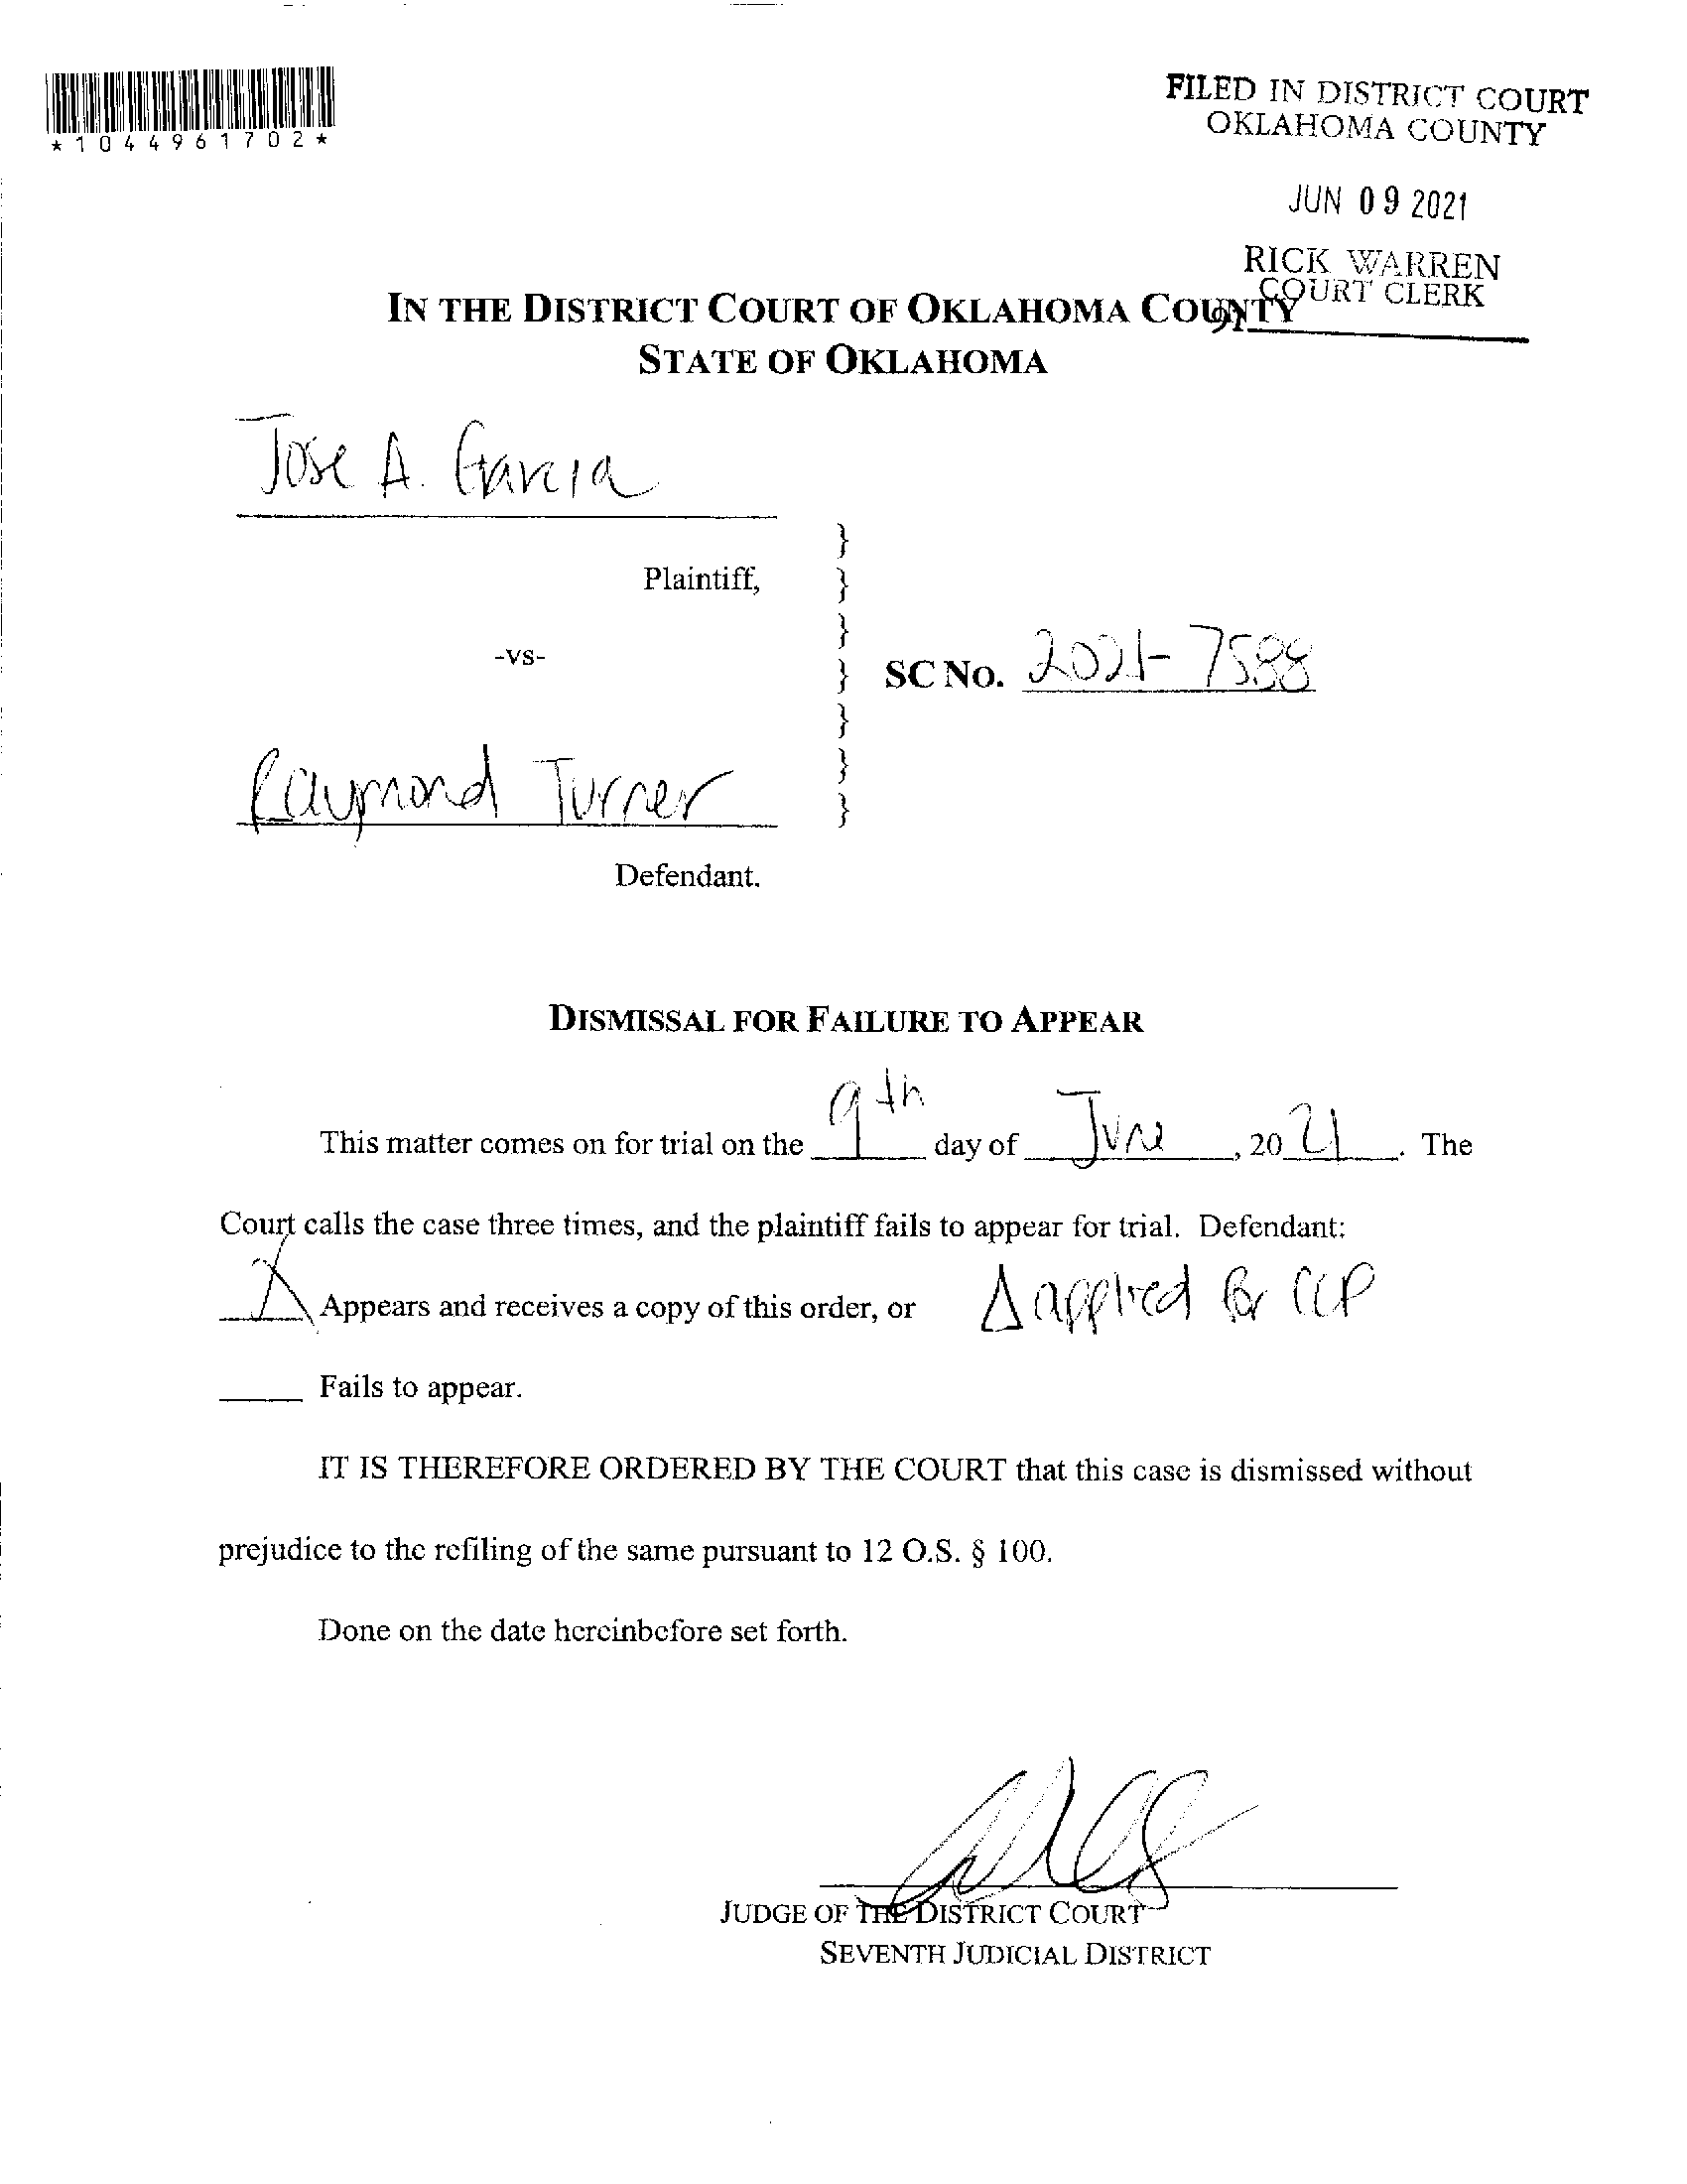 *1044961702*
FILED IN DISTRICT COURT
OKLAHOMA COUNTY
JUN 09 2021
RICK WARREN
COURT CLERK
IN THE DISTRICT COURT OF OKLAHOMA COUNTY
STATE OF OKLAHOMA
Jose A. Garcia
}
Plaintiff, }
}
-vs-
} SC NO. 2021-7588
}
}
Raymond Turner }
Defendant.
DISMISSAL FOR FAILURE TO APPEAR
This matter comes on for trial on the 9th day of June, 2021. The
Court calls the case three times, and the plaintiff fails to appear for trial. Defendant:
X Appears and receives a copy of this order, or Δ applied for CCP
____ Fails to appear.
IT IS THEREFORE ORDERED BY THE COURT that this case is dismissed without
prejudice to the refiling of the same pursuant to 12 O.S. § 100.
Done on the date hereinbefore set forth.
JUDGE OF THE DISTRICT COURT
SEVENTH JUDICIAL DISTRICT